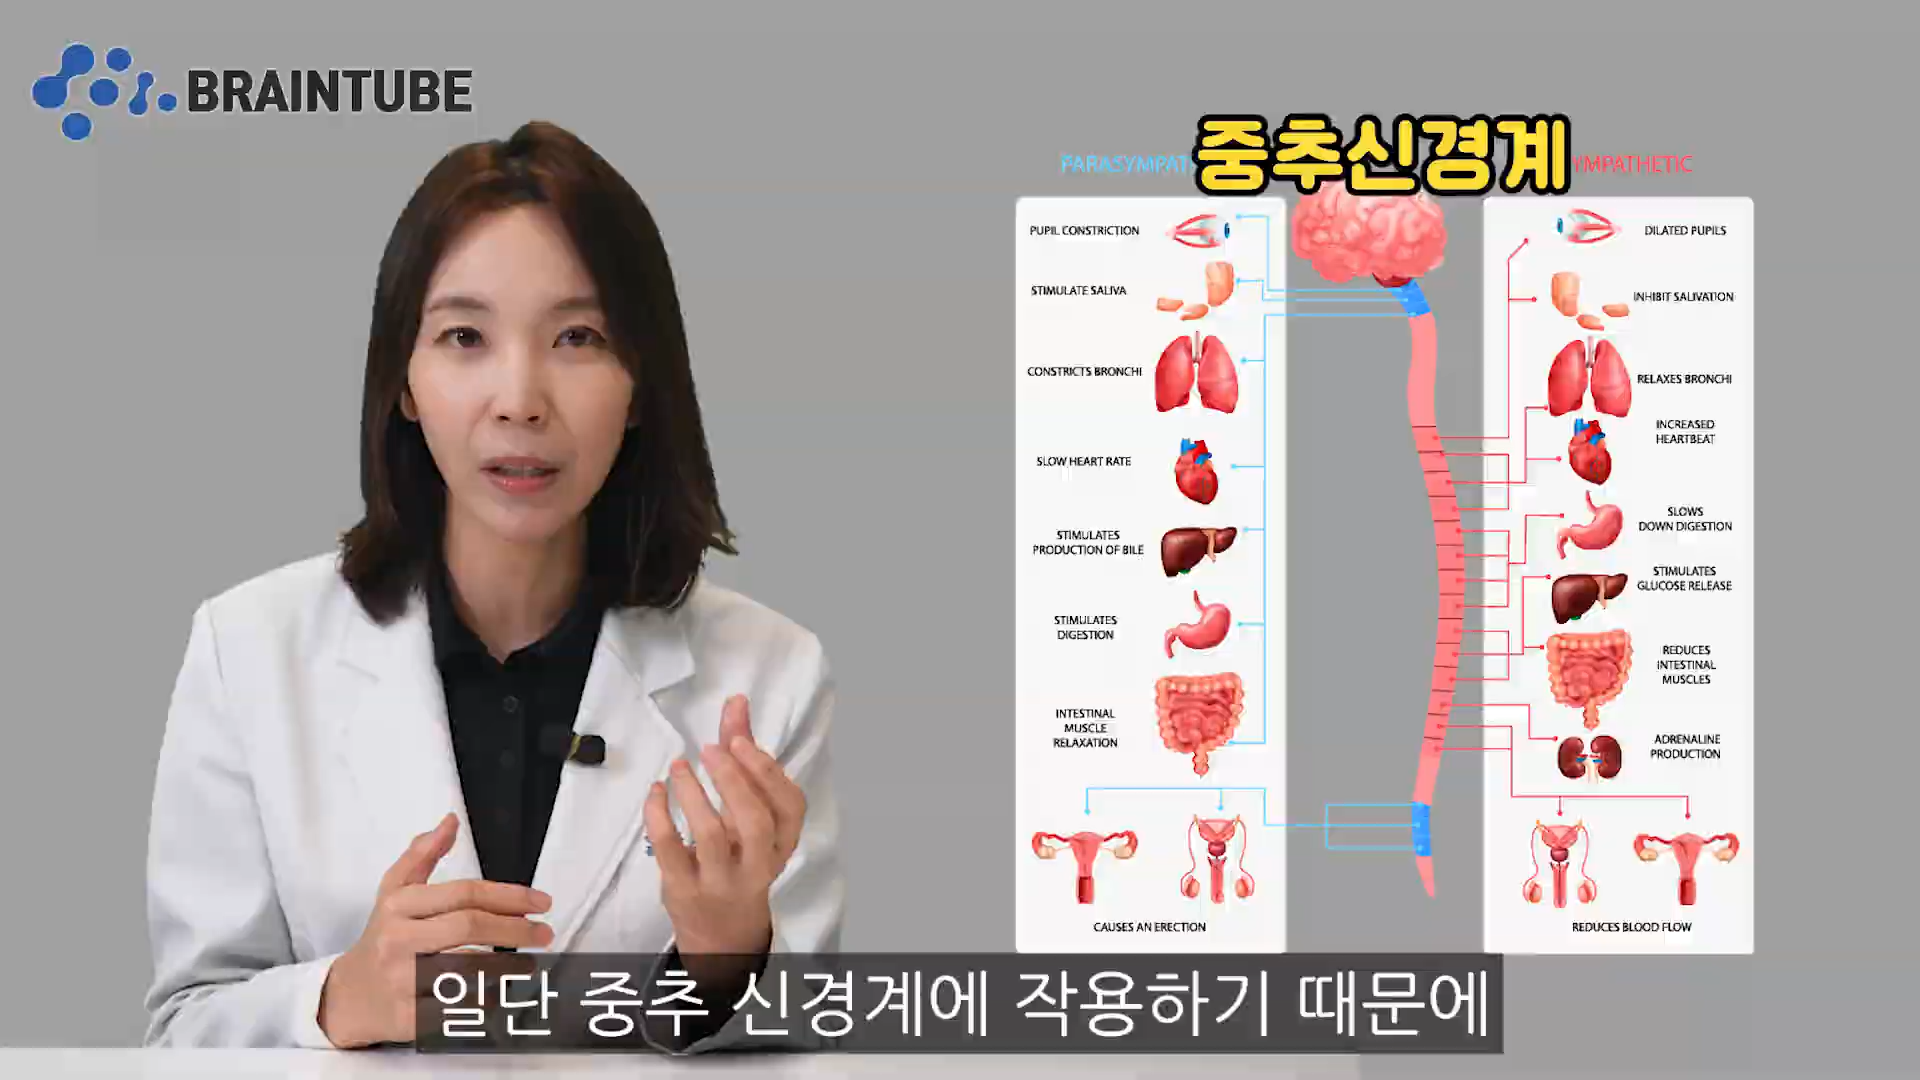 BRAINTUBE
중추신경계
PARASYMPAT
YMPATHETIC
PUPIL CONSTRICTION
STIMULATE SALIVA
CONSTRICTS BRONCHI
SLOW HEART RATE
STIMULATES
PRODUCTION OF BILE
STIMULATES
DIGESTION
INTESTINAL
MUSCLE
RELAXATION
CAUSES AN ERECTION
DILATED PUPILS
INHIBIT SALIVATION
RELAXES BRONCHI
INCREASED
HEARTBEAT
SLOWS
DOWN DIGESTION
STIMULATES
GLUCOSE RELEASE
REDUCES
INTESTINAL
MUSCLES
ADRENALINE
PRODUCTION
REDUCES BLOOD FLOW
일단 중추 신경계에 작용하기 때문에